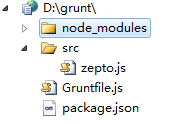 D:\grunt\
node_modules
src
zepto.js
Gruntfile.js
package.json